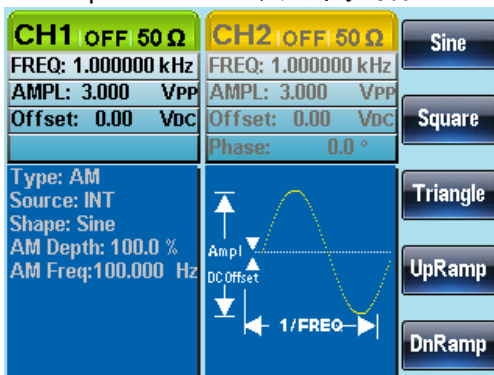 CH1 OFF 50 Ω
FREQ: 1.000000 kHz
AMPL: 3.000 VPP
Offset: 0.00 VDC
CH2 OFF 50 Ω
FREQ: 1.000000 kHz
AMPL: 3.000 VPP
Offset: 0.00 VDC
Phase: 0.0 °
Type: AM
Source: INT
Shape: Sine
AM Depth: 100.0 %
AM Freq:100.000 Hz
Ampl
DC Offset
1/FREQ
Sine
Square
Triangle
UpRamp
DnRamp